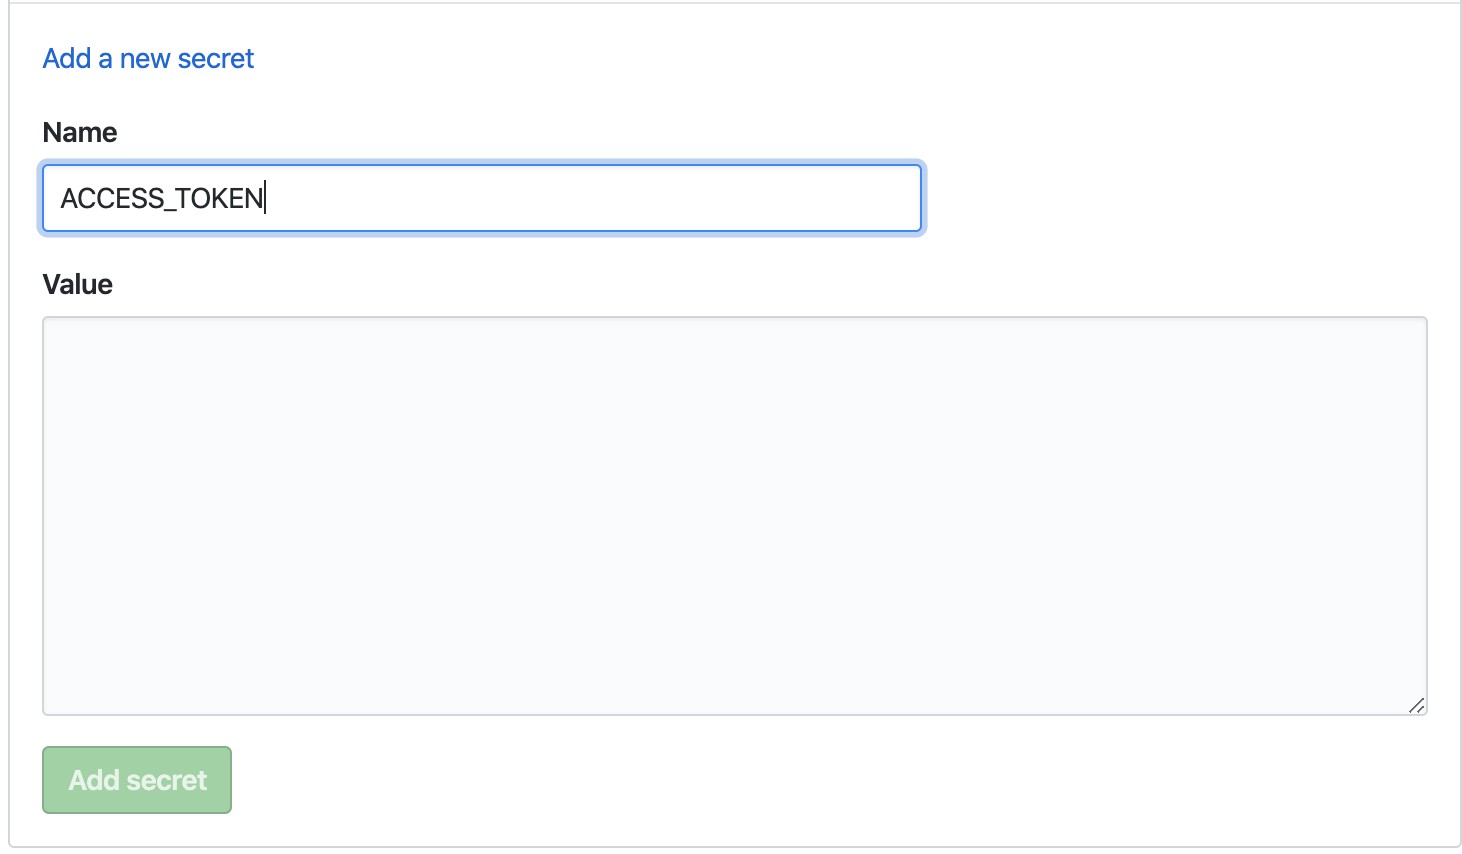 Add a new secret
Name
ACCESS_TOKEN
Value
Add secret